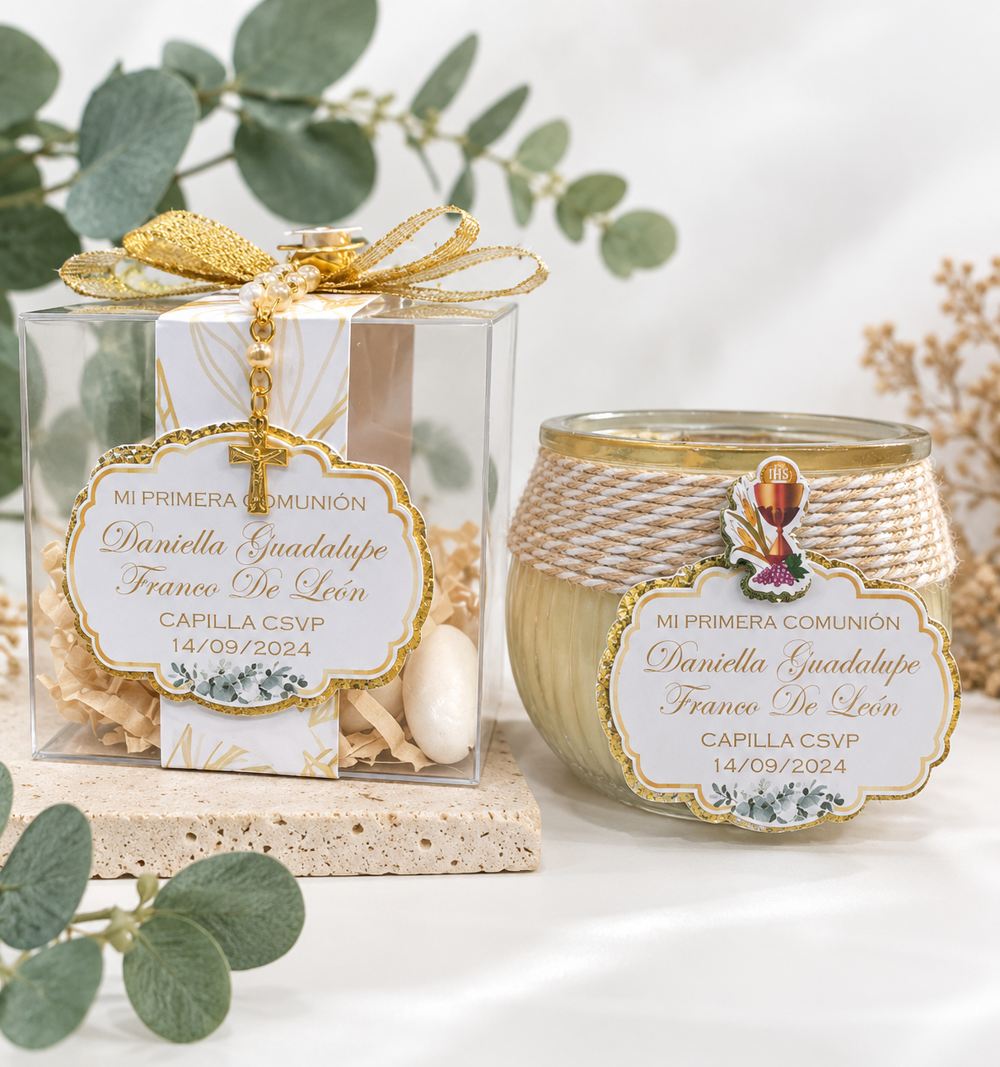 MI PRIMERA COMUNIÓN
Daniella Guadalupe
Franco De León
CAPILLA CSVP
14/09/2024
IHS
MI PRIMERA COMUNIÓN
Daniella Guadalupe
Franco De León
CAPILLA CSVP
14/09/2024